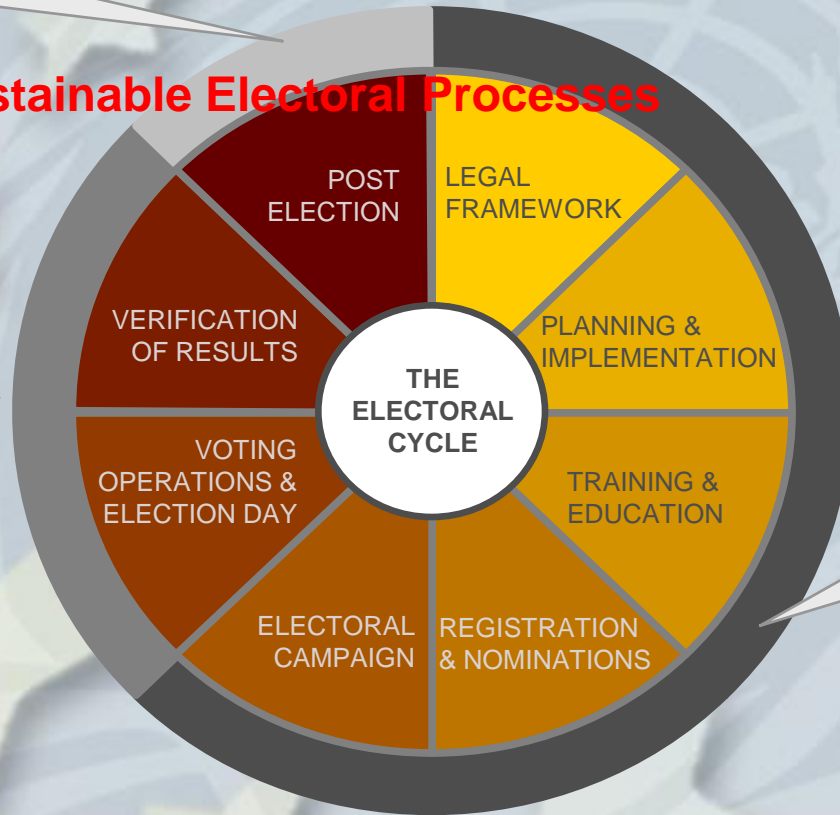 stainable Electoral Processes
POST
ELECTION
LEGAL
FRAMEWORK
PLANNING &
IMPLEMENTATION
TRAINING &
EDUCATION
REGISTRATION
& NOMINATIONS
ELECTORAL
CAMPAIGN
VOTING
OPERATIONS &
ELECTION DAY
VERIFICATION
OF RESULTS
THE
ELECTORAL
CYCLE